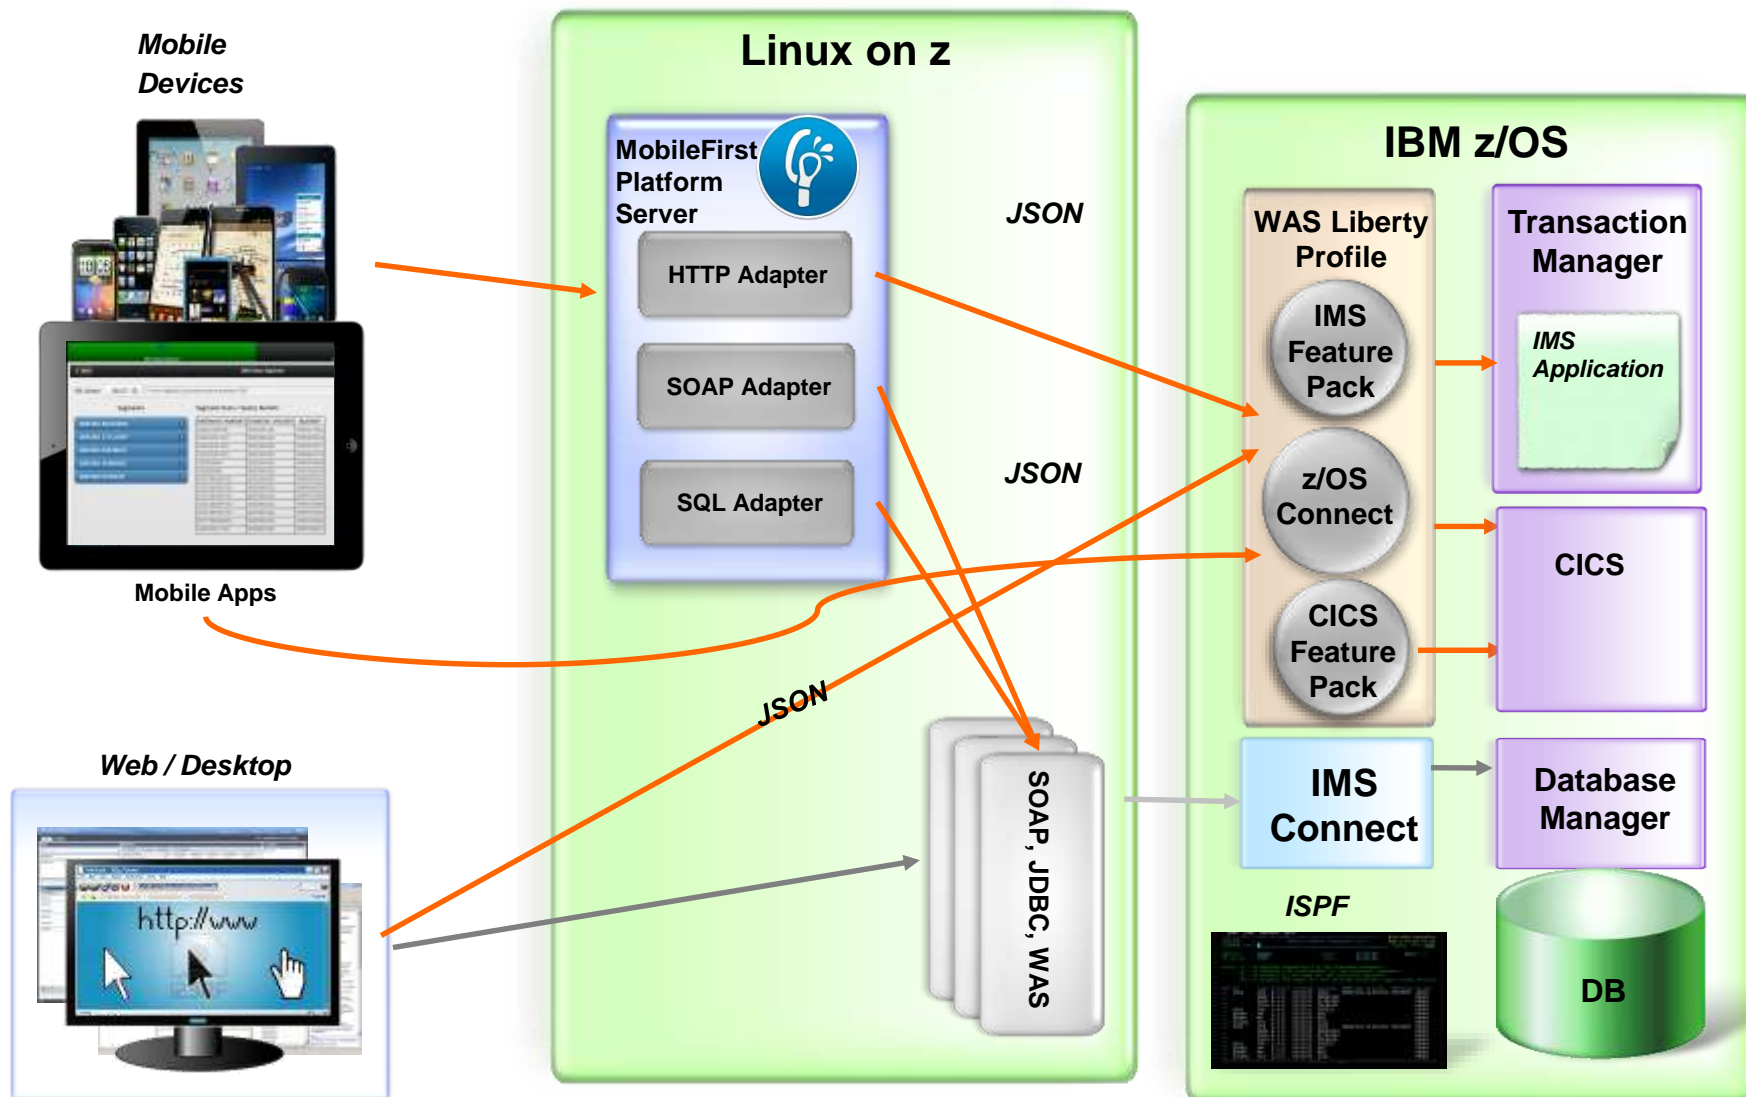 Mobile
Devices
Mobile Apps
Web / Desktop
http://www
Linux on z
MobileFirst
Platform
Server
HTTP Adapter
SOAP Adapter
SQL Adapter
JSON
JSON
JSON
SOAP, JDBC, WAS
IBM z/OS
WAS Liberty
Profile
IMS
Feature
Pack
z/OS
Connect
CICS
Feature
Pack
Transaction
Manager
IMS
Application
CICS
IMS
Connect
Database
Manager
ISPF
DB